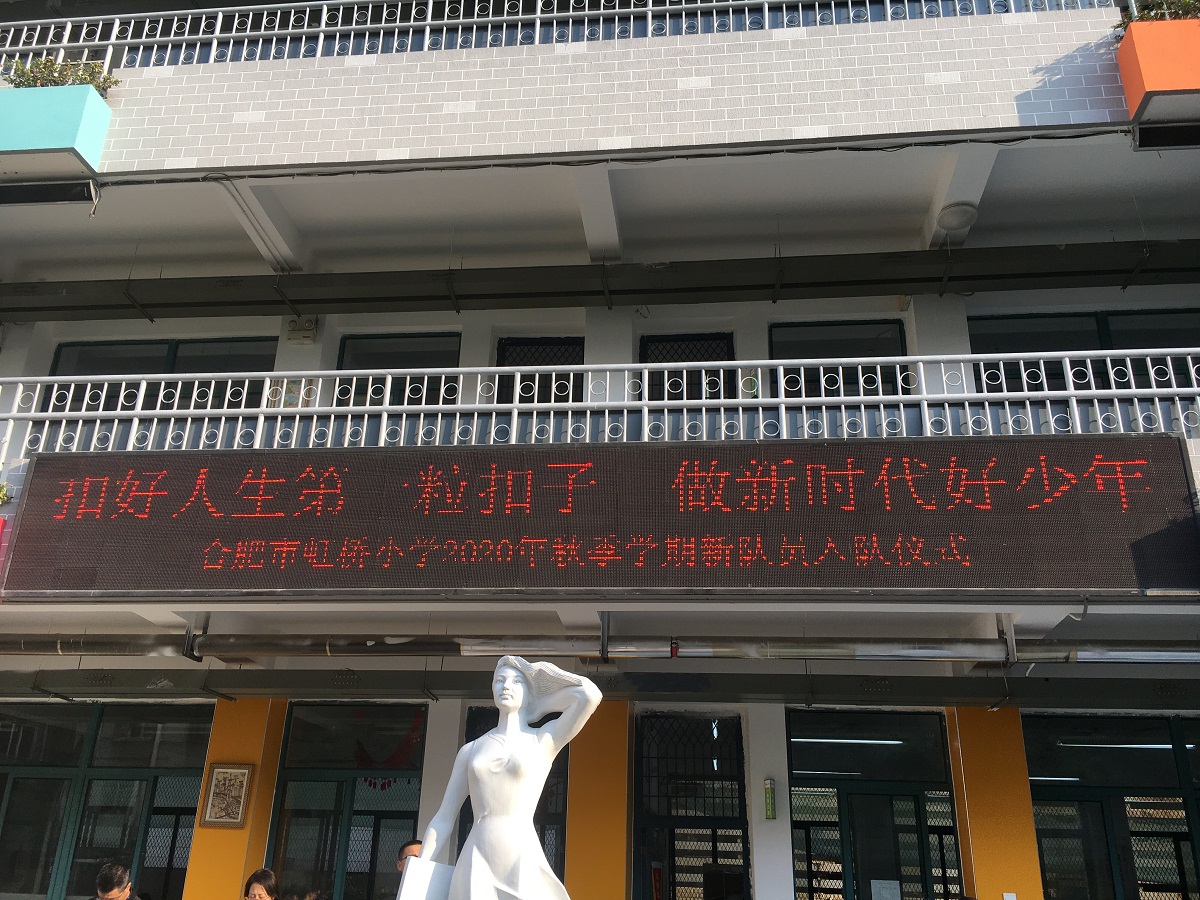 扣好人生第一粒扣子 做新时代好少年
合肥市虹桥小学2020年秋季学期新队员入队仪式